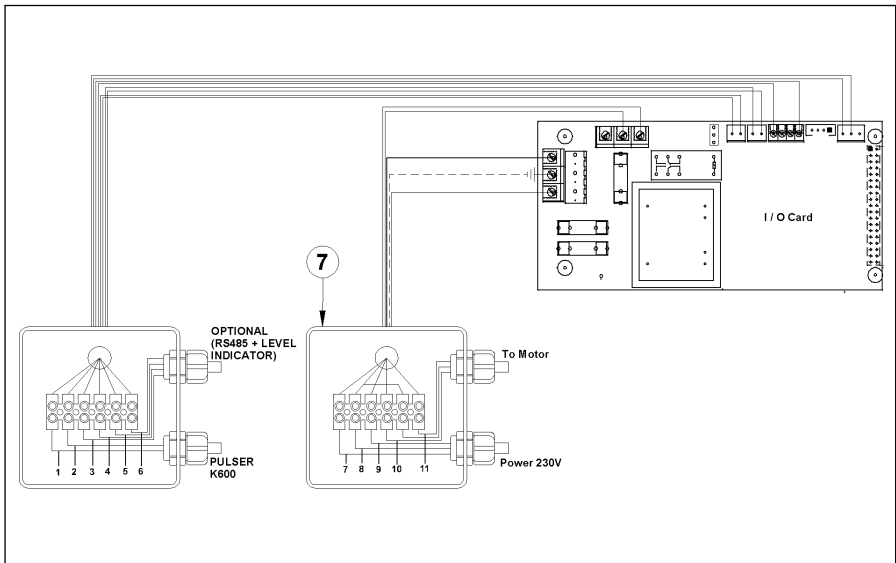 I / O Card
7
OPTIONAL
(RS485 + LEVEL
INDICATOR)
To Motor
1 2 3 4 5 6
PULSER
K600
7 8 9 10 11
Power 230V